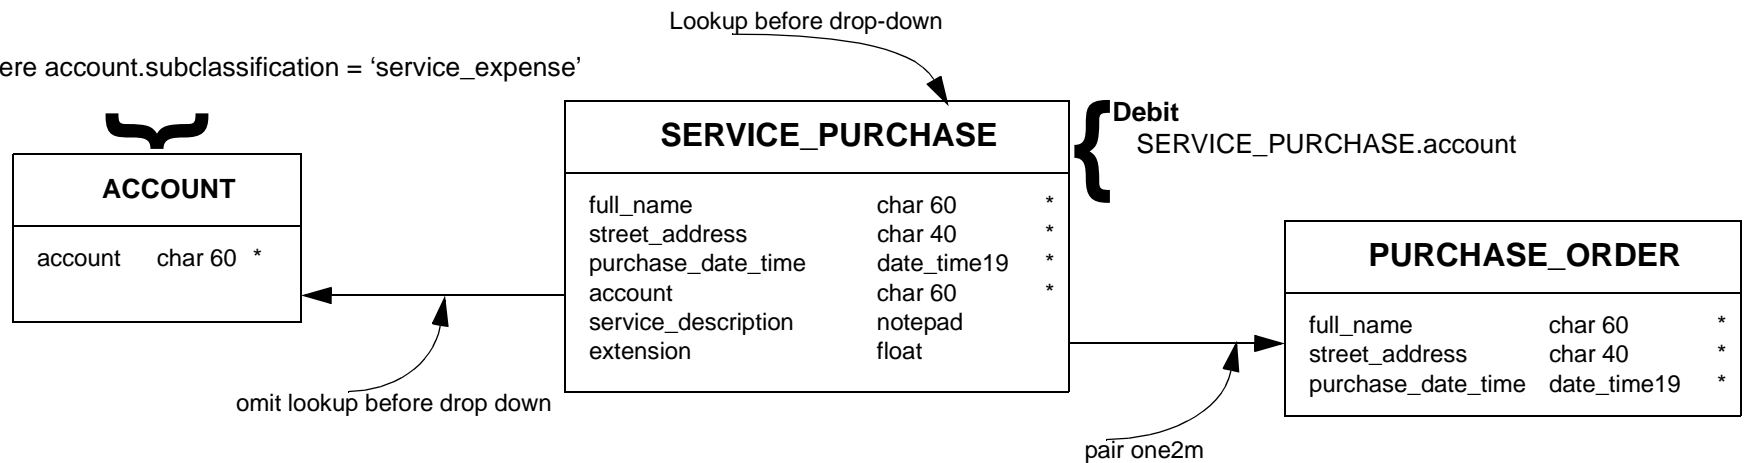 Lookup before drop-down
ere account.subclassification = ‘service_expense’
SERVICE_PURCHASE
Debit
SERVICE_PURCHASE.account
ACCOUNT
account char 60 *
full_name char 60 *
street_address char 40 *
purchase_date_time date_time19 *
account char 60 *
service_description notepad
extension float
PURCHASE_ORDER
full_name char 60 *
street_address char 40 *
purchase_date_time date_time19 *
omit lookup before drop down
pair one2m